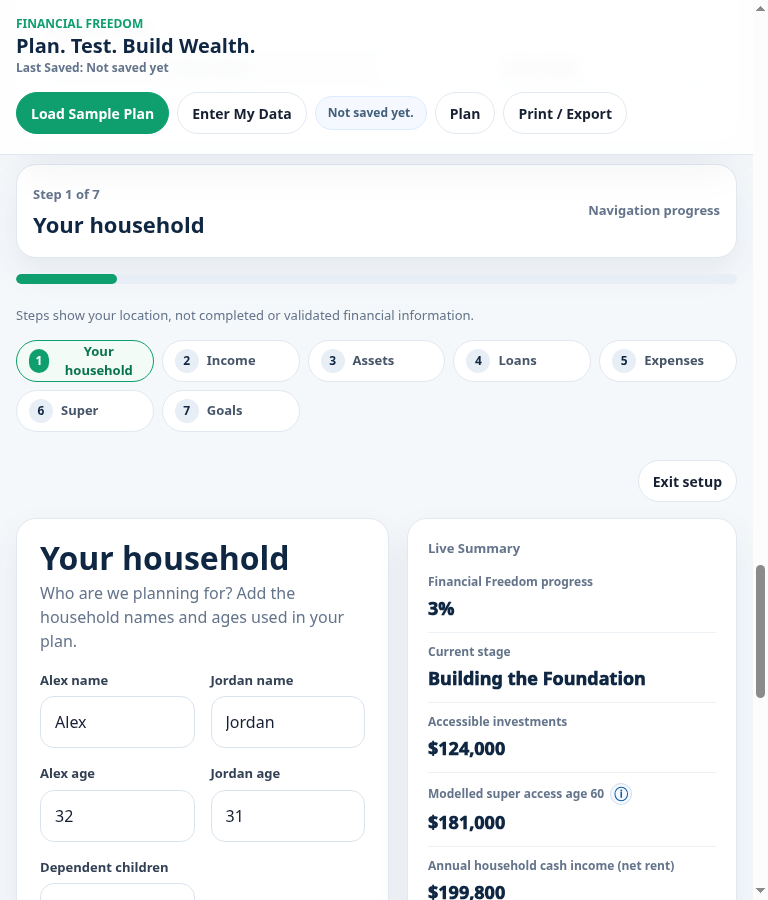 FINANCIAL FREEDOM
Plan. Test. Build Wealth.
Last Saved: Not saved yet
Load Sample Plan
Enter My Data
Not saved yet.
Plan
Print / Export
Step 1 of 7
Your household
Navigation progress
Steps show your location, not completed or validated financial information.
1 Your household
2 Income
3 Assets
4 Loans
5 Expenses
6 Super
7 Goals
Exit setup
Your household
Who are we planning for? Add the
household names and ages used in your
plan.
Alex name
Jordan name
Alex
Jordan
Alex age
Jordan age
32
31
Dependent children
Live Summary
Financial Freedom progress
3%
Current stage
Building the Foundation
Accessible investments
$124,000
Modelled super access age 60 ⓘ
$181,000
Annual household cash income (net rent)
$199,800